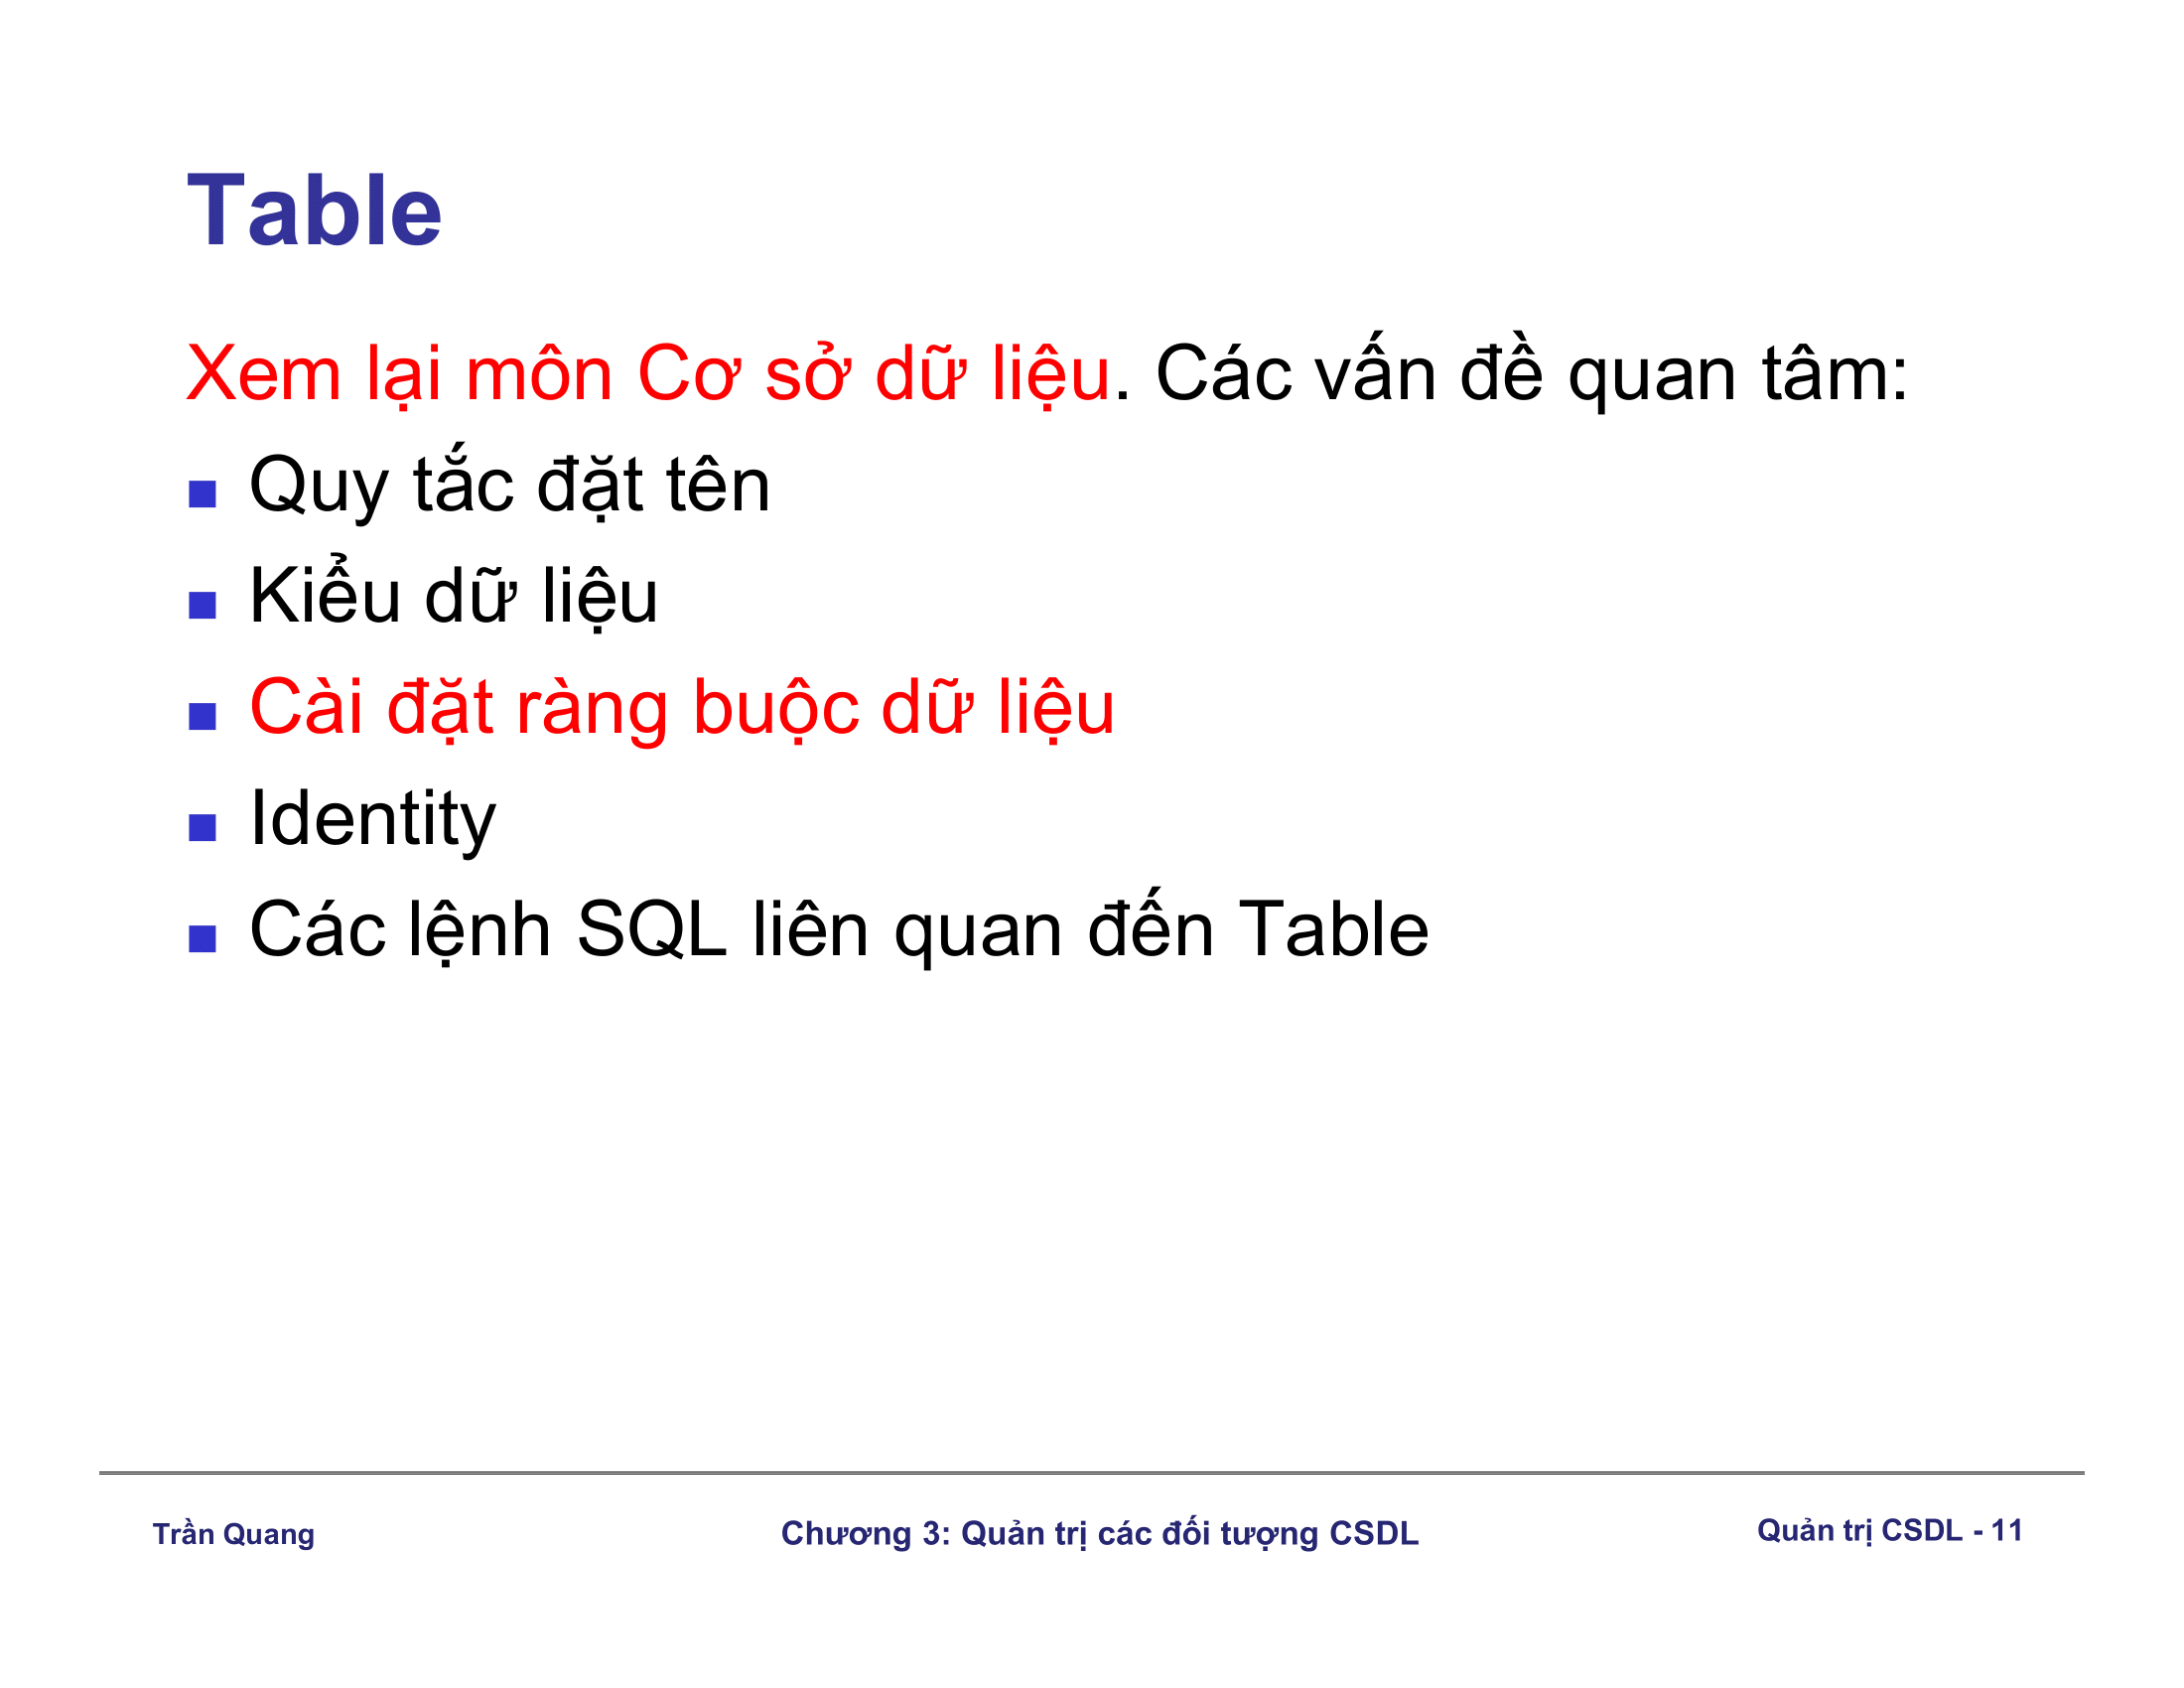 Table
Xem lại môn Cơ sở dữ liệu. Các vấn đề quan tâm:
Quy tắc đặt tên
Kiểu dữ liệu
Cài đặt ràng buộc dữ liệu
Identity
Các lệnh SQL liên quan đến Table
Trần Quang
Chương 3: Quản trị các đối tượng CSDL
Quản trị CSDL - 11